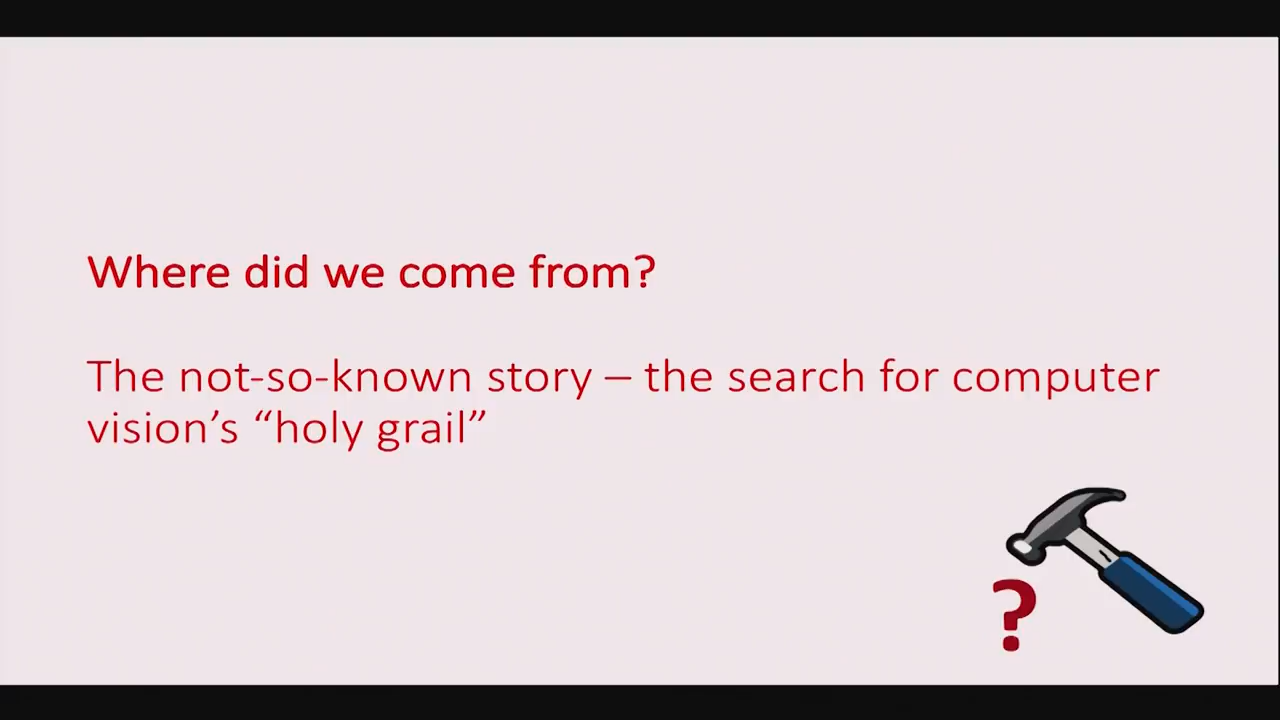 Where did we come from?
The not-so-known story – the search for computer
vision’s “holy grail”
?